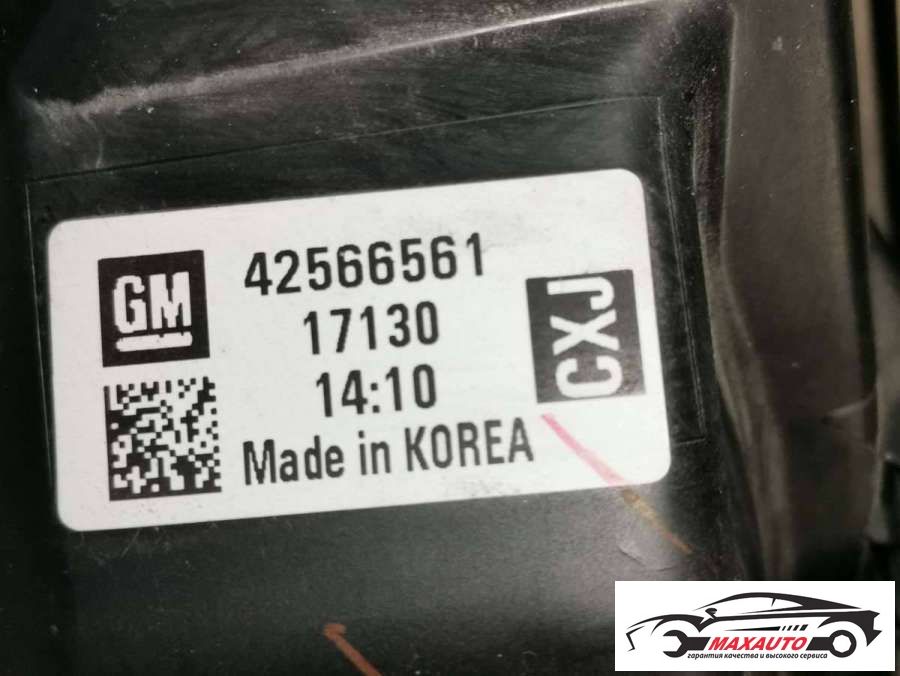 GM
42566561
17130
14:10
Made in KOREA
CXJ
MAXAUTO
гарантия качества и высокого сервиса